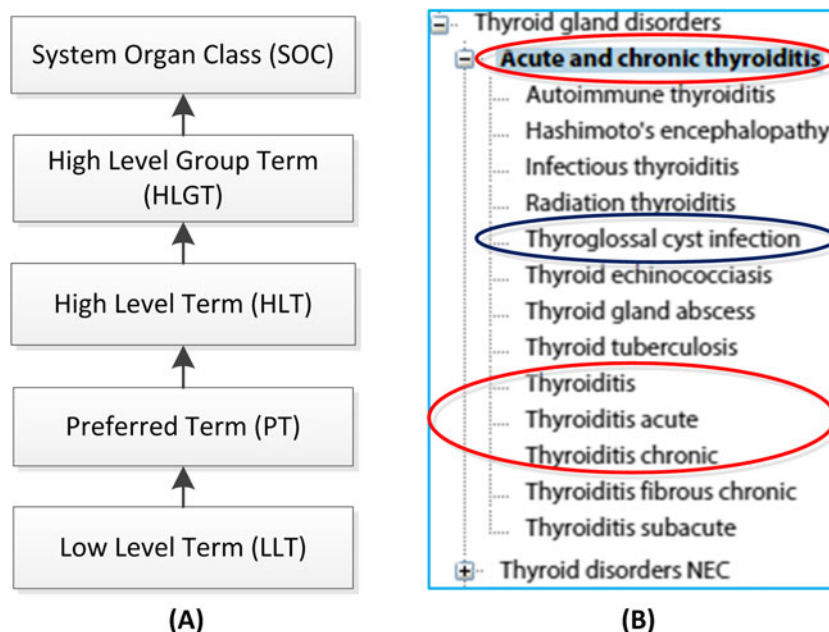 System Organ Class (SOC)
High Level Group Term
(HLGT)
High Level Term (HLT)
Preferred Term (PT)
Low Level Term (LLT)
(A)
Thyroid gland disorders
Acute and chronic thyroiditis
Autoimmune thyroiditis
Hashimoto's encephalopathy
Infectious thyroiditis
Radiation thyroiditis
Thyroglossal cyst infection
Thyroid echinococciasis
Thyroid gland abscess
Thyroid tuberculosis
Thyroiditis
Thyroiditis acute
Thyroiditis chronic
Thyroiditis fibrous chronic
Thyroiditis subacute
Thyroid disorders NEC
(B)